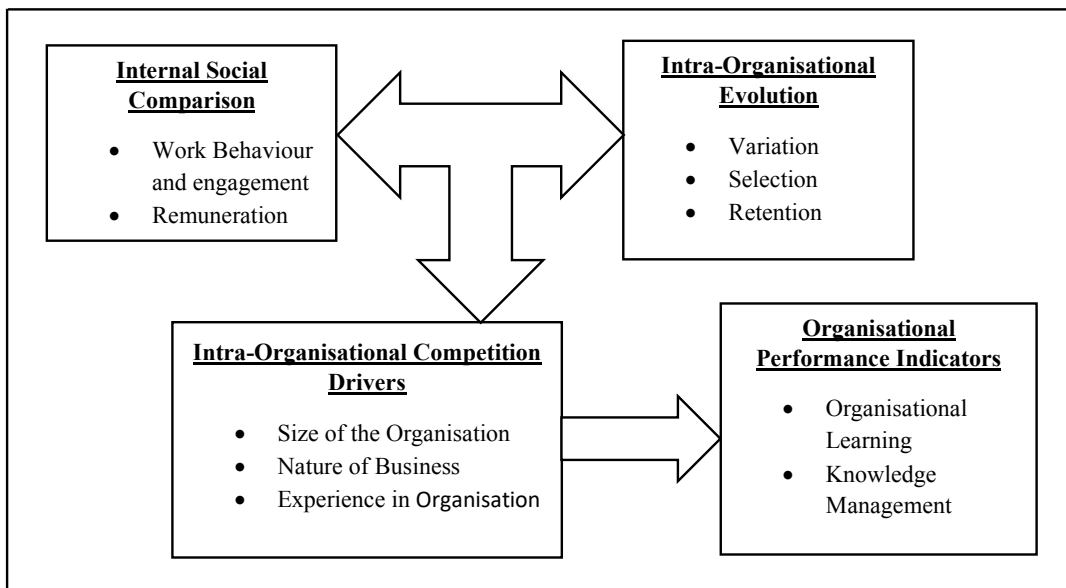 Internal Social
Comparison
• Work Behaviour
and engagement
• Remuneration
Intra-Organisational
Evolution
• Variation
• Selection
• Retention
Intra-Organisational Competition
Drivers
• Size of the Organisation
• Nature of Business
• Experience in Organisation
Organisational
Performance Indicators
• Organisational
Learning
• Knowledge
Management